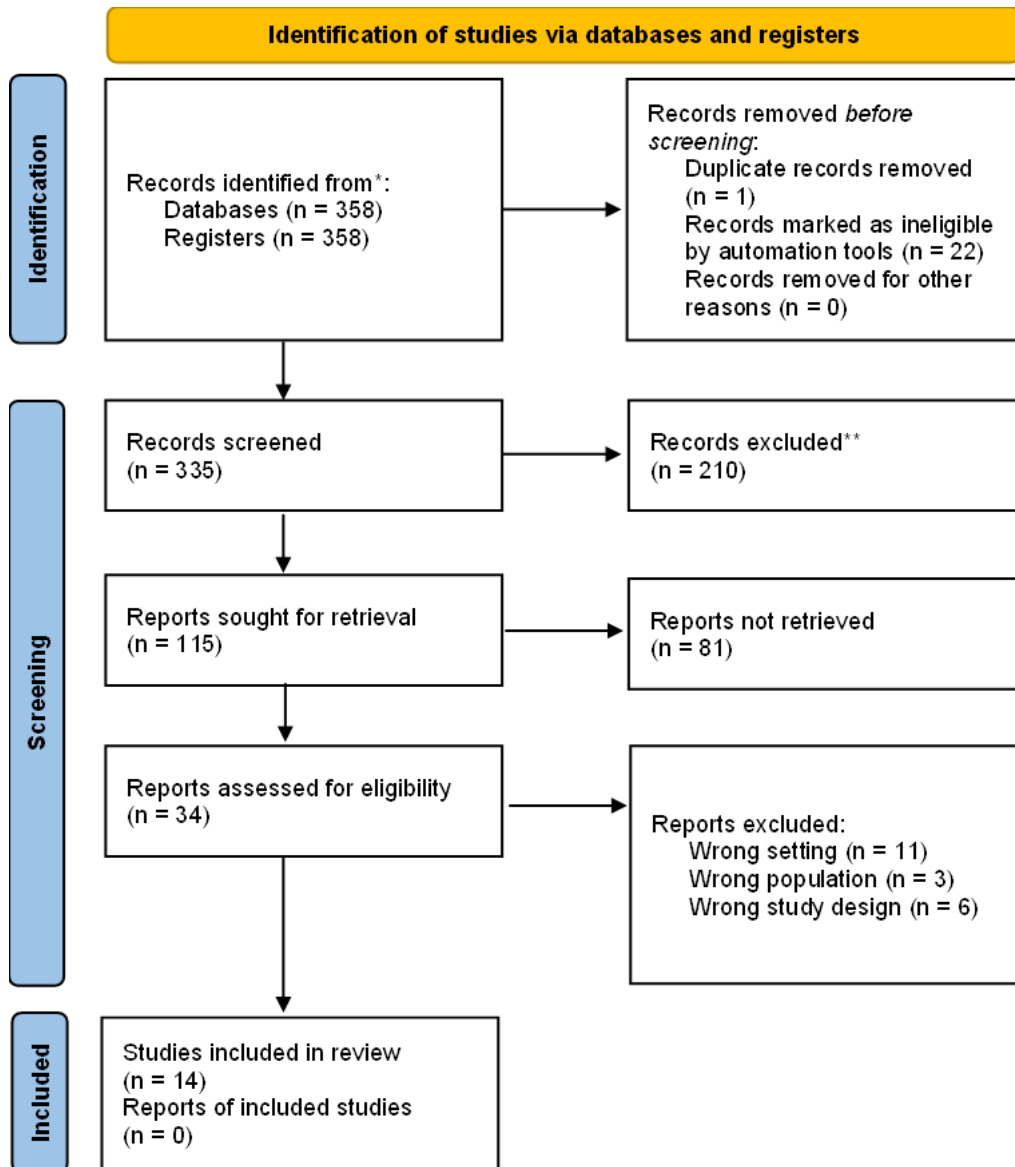 Identification of studies via databases and registers
Identification
Records identified from*:
Databases (n = 358)
Registers (n = 358)
Records removed before
screening:
Duplicate records removed
(n = 1)
Records marked as ineligible
by automation tools (n = 22)
Records removed for other
reasons (n = 0)
Screening
Records screened
(n = 335)
Records excluded**
(n = 210)
Reports sought for retrieval
(n = 115)
Reports not retrieved
(n = 81)
Reports assessed for eligibility
(n = 34)
Reports excluded:
Wrong setting (n = 11)
Wrong population (n = 3)
Wrong study design (n = 6)
Included
Studies included in review
(n = 14)
Reports of included studies
(n = 0)